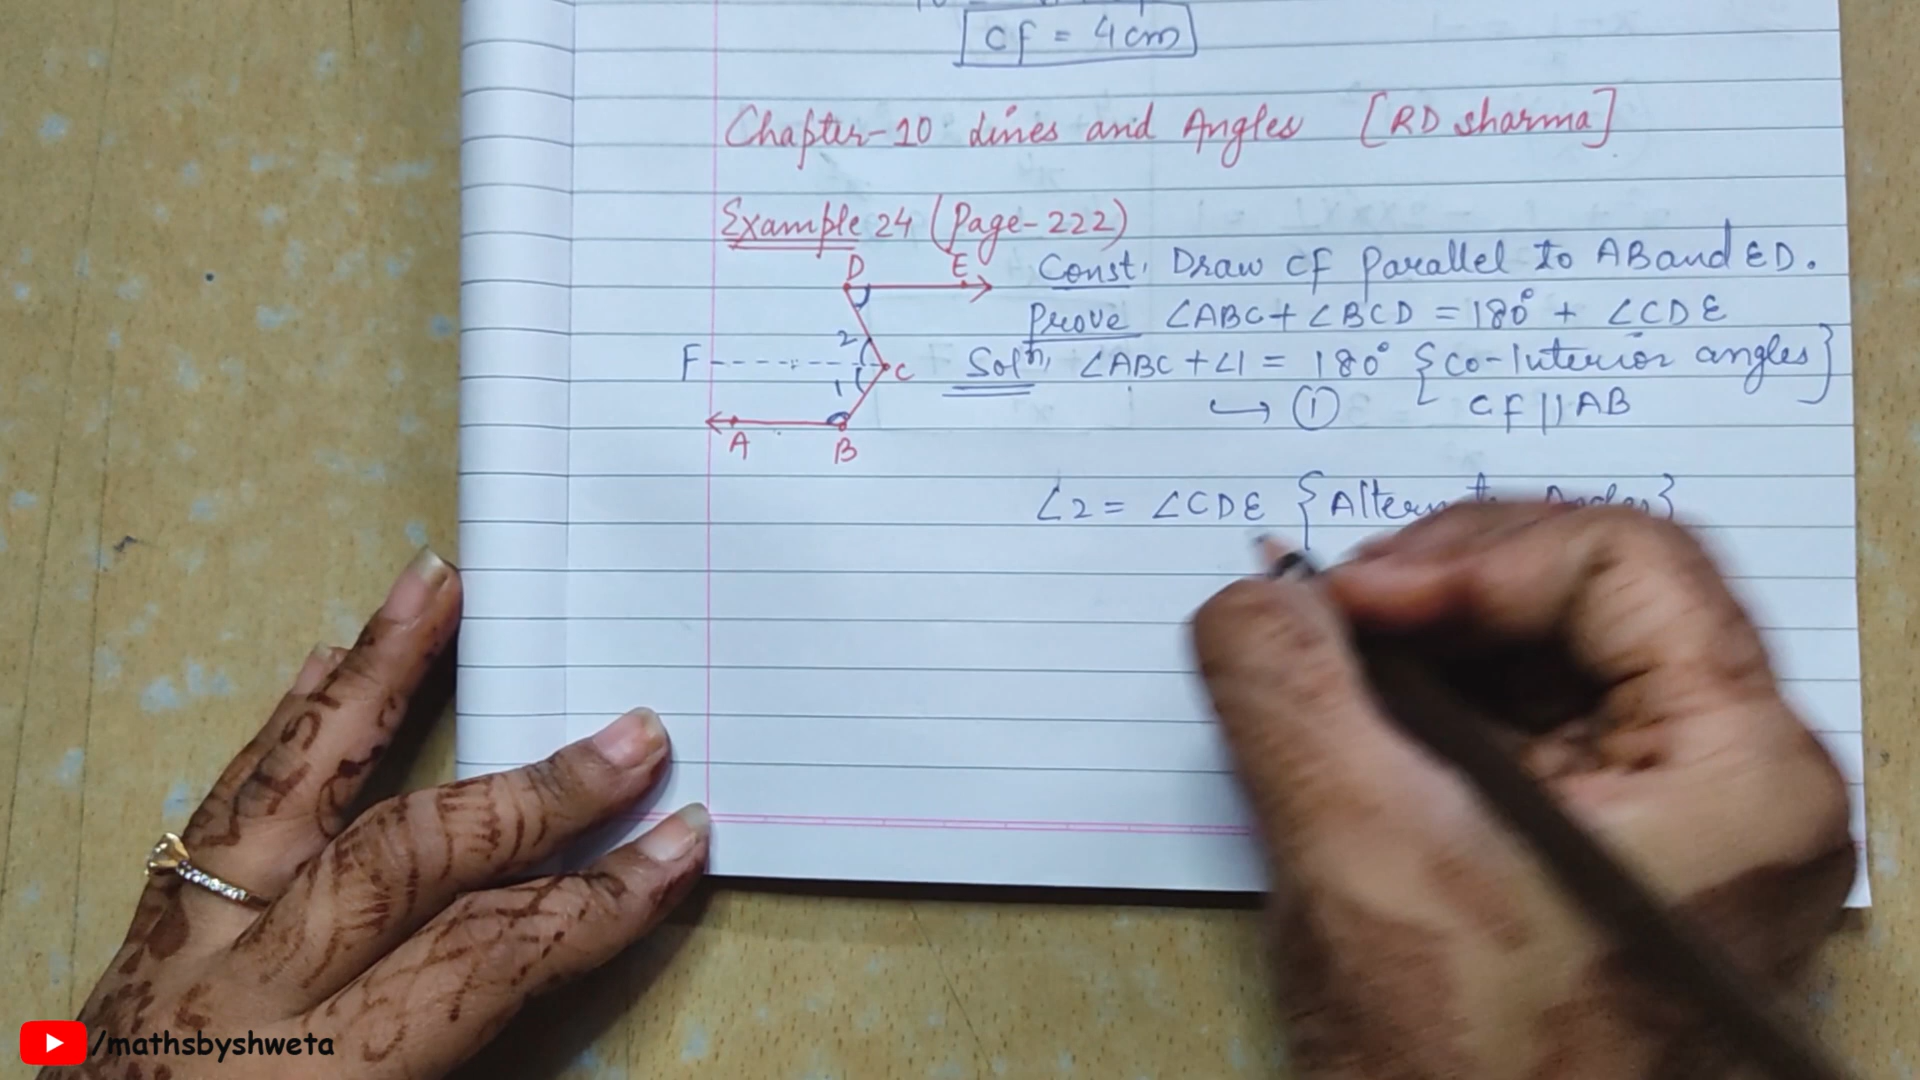 CF = 4cm
Chapter-10 Lines and Angles [RD Sharma]
Example 24 (Page-222)
D E
Const. Draw CF parallel to AB and ED.
Prove ∠ABC + ∠BCD = 180° + ∠CDE
2
F C
1
Solⁿ, ∠ABC + ∠1 = 180° {Co-Interior angles}
↪ ① CF || AB
A B
∠2 = ∠CDE {Alternate Angles}
/mathsbyshweta